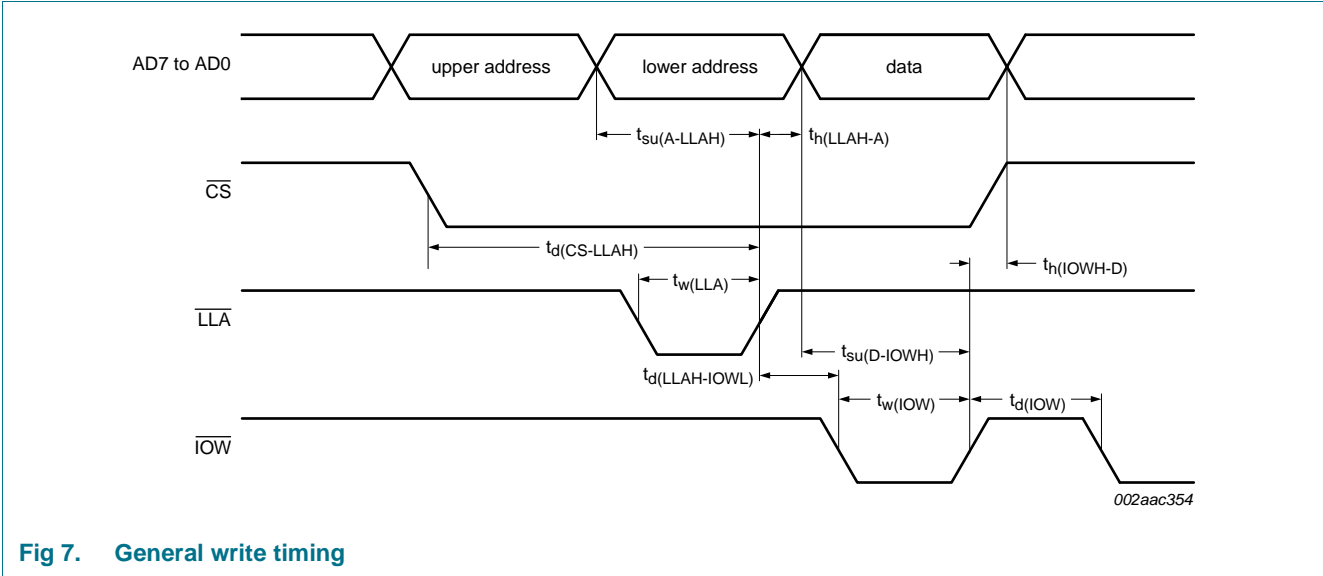 AD7 to AD0
upper address
lower address
data
tsu(A-LLAH)
th(LLAH-A)
CS
td(CS-LLAH)
th(IOWH-D)
tw(LLA)
LLA
tsu(D-IOWH)
td(LLAH-IOWL)
tw(IOW)
td(IOW)
IOW
002aac354
Fig 7. General write timing